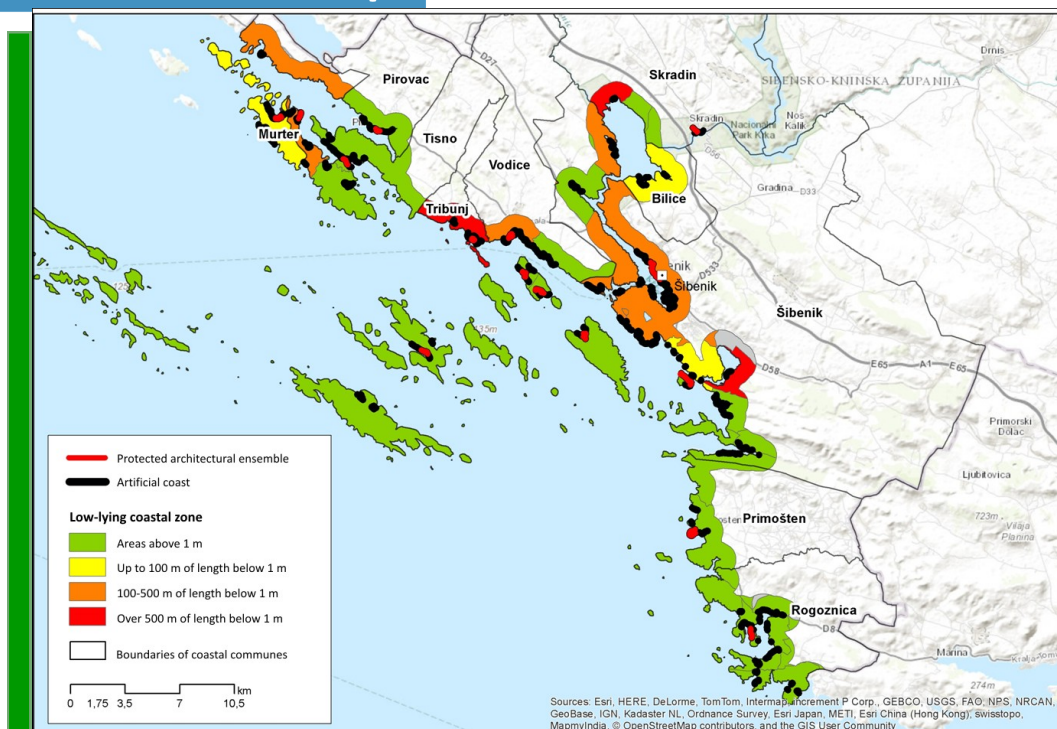 Drnis
Skradin
ŠIBENSKO-KNINSKA ŽUPANIJA
Pirovac
D27
Skradin
Nacionalni
Park Krka
Nos
Kalik
Murter
Tisno
G56
Vodice
Gradina
D33
Bilice
Tribunj
D533
Šibenik
125
Šibenik
135m
D58
E65
A1
E65
Primorski
Dolac
Ljubitovica
Protected architectural ensemble
Artificial coast
Low-lying coastal zone
Areas above 1 m
Up to 100 m of length below 1 m
100-500 m of length below 1 m
Over 500 m of length below 1 m
Boundaries of coastal communes
km
0 1,75 3,5 7 10,5
Primošten
723m
Vilaja
Planina
Rogoznica
D8
Marina
274m
Sources: Esri, HERE, DeLorme, TomTom, Intermap, increment P Corp., GEBCO, USGS, FAO, NPS, NRCAN,
GeoBase, IGN, Kadaster NL, Ordnance Survey, Esri Japan, METI, Esri China (Hong Kong), swisstopo,
MapmyIndia, © OpenStreetMap contributors, and the GIS User Community